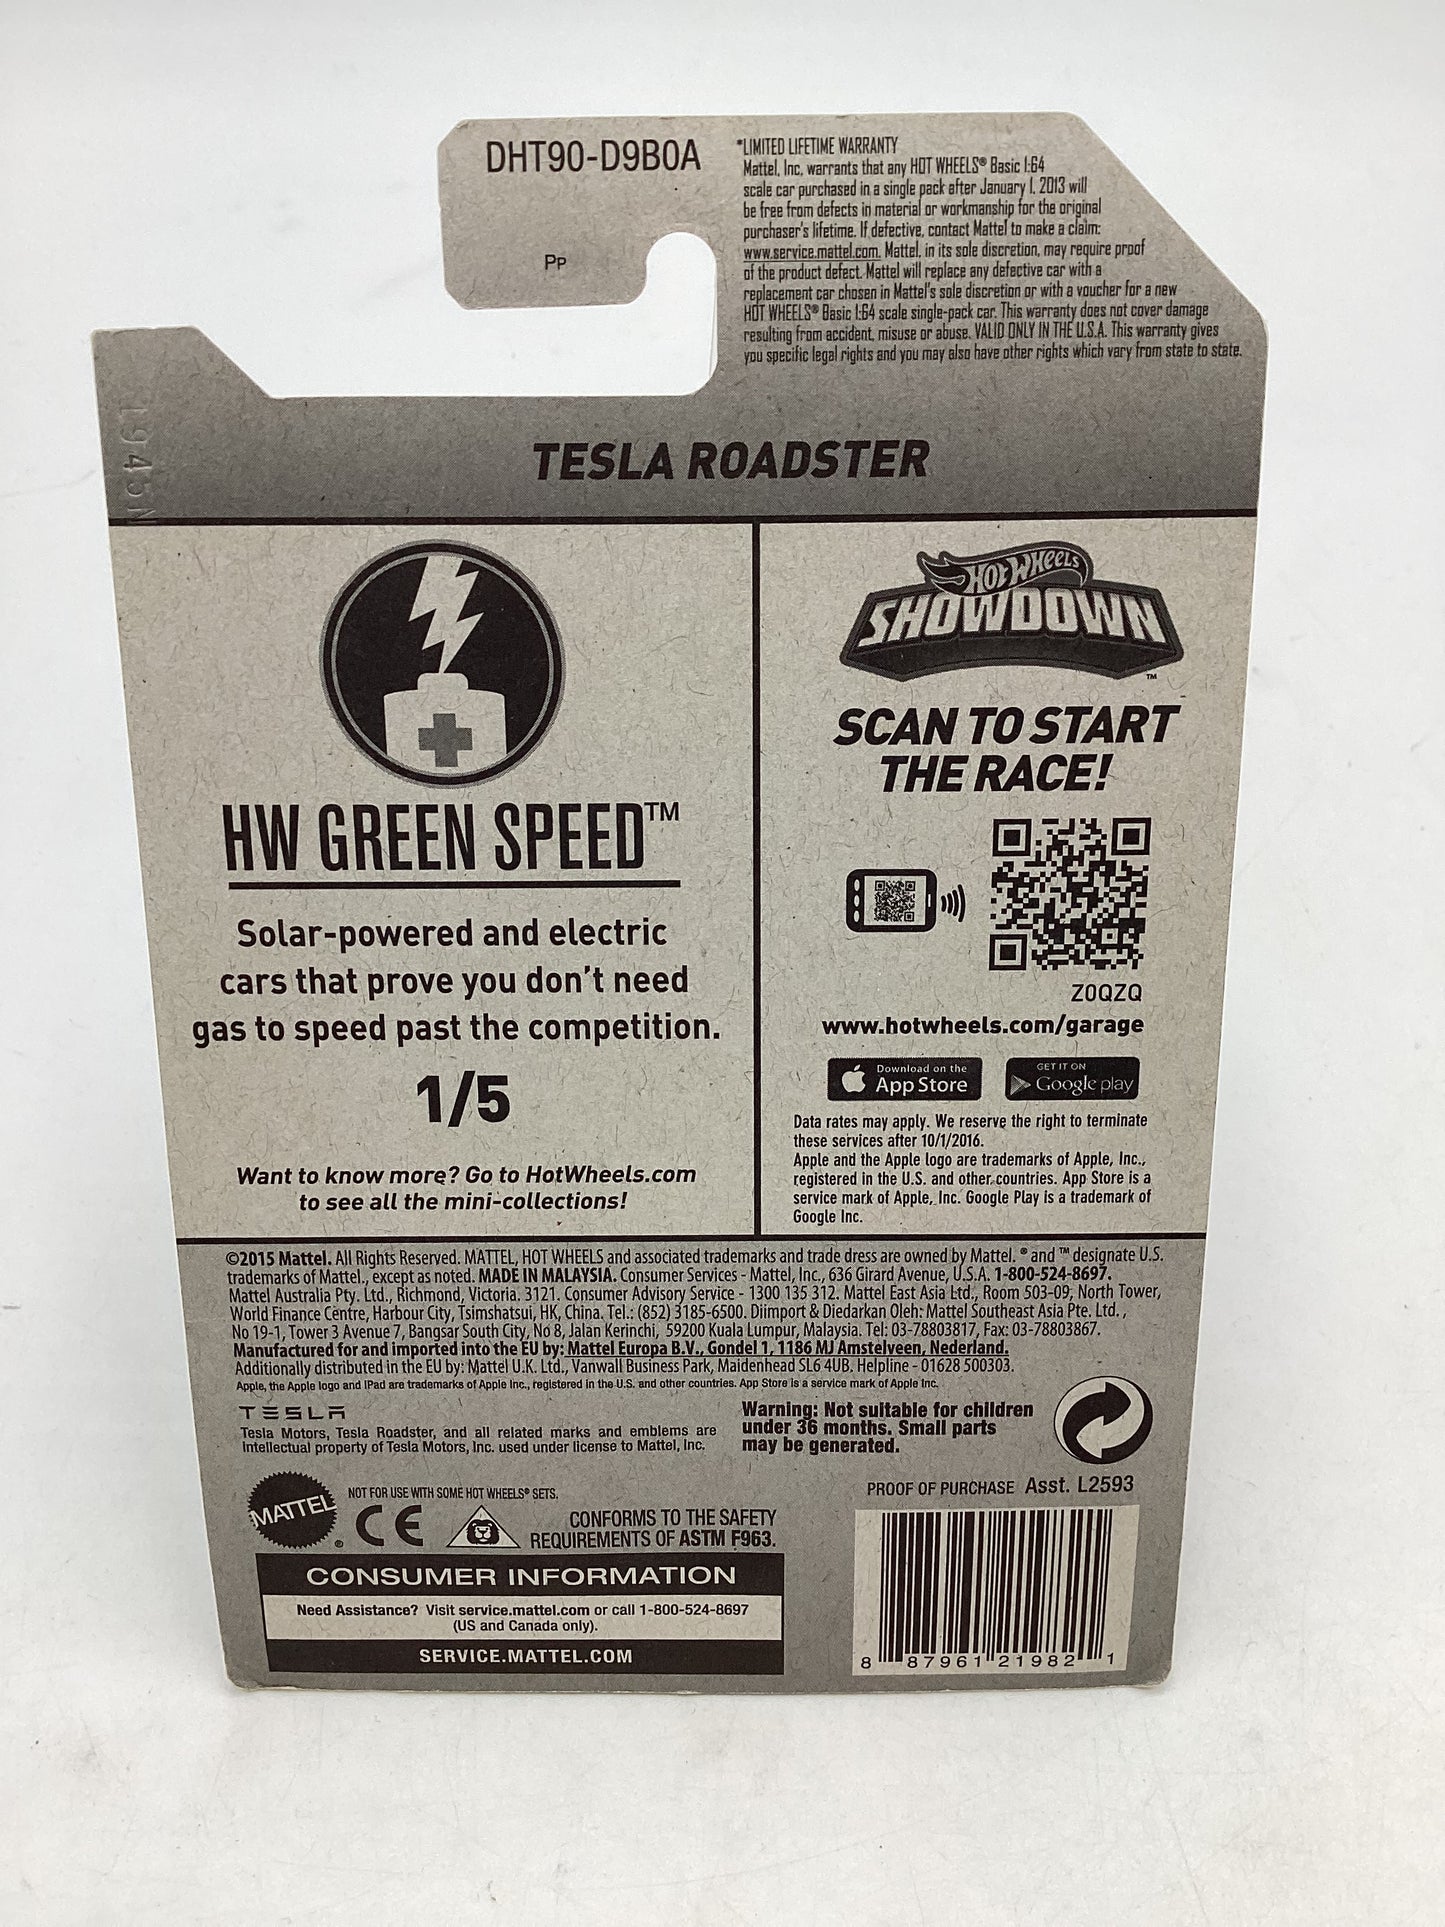 DHT90-D9B0A
PP
*LIMITED LIFETIME WARRANTY
Mattel, Inc. warrants that any HOT WHEELS® Basic 1:64
scale car purchased in a single pack after January 1, 2013 will
be free from defects in material or workmanship for the original
purchaser's lifetime. If defective, contact Mattel to make a claim:
www.service.mattel.com. Mattel, in its sole discretion, may require proof
of the product defect. Mattel will replace any defective car with a
replacement car chosen in Mattel's sole discretion or with a voucher for a new
HOT WHEELS® Basic 1:64 scale single-pack car. This warranty does not cover damage
resulting from accident, misuse or abuse. VALID ONLY IN THE U.S.A. This warranty gives
you specific legal rights and you may also have other rights which vary from state to state.
1945N
TESLA ROADSTER
HW GREEN SPEED™
Solar-powered and electric
cars that prove you don't need
gas to speed past the competition.
1/5
Want to know more? Go to HotWheels.com
to see all the mini-collections!
HOT WHEELS
SHOWDOWN™
SCAN TO START
THE RACE!
Z0QZQ
www.hotwheels.com/garage
Download on the
App Store
GET IT ON
Google play
Data rates may apply. We reserve the right to terminate
these services after 10/1/2016.
Apple and the Apple logo are trademarks of Apple, Inc.,
registered in the U.S. and other countries. App Store is a
service mark of Apple, Inc. Google Play is a trademark of
Google Inc.
©2015 Mattel. All Rights Reserved. MATTEL, HOT WHEELS and associated trademarks and trade dress are owned by Mattel. ® and ™ designate U.S.
trademarks of Mattel., except as noted. MADE IN MALAYSIA. Consumer Services - Mattel, Inc., 636 Girard Avenue, U.S.A. 1-800-524-8697.
Mattel Australia Pty. Ltd., Richmond, Victoria. 3121. Consumer Advisory Service - 1300 135 312. Mattel East Asia Ltd., Room 503-09, North Tower,
World Finance Centre, Harbour City, Tsimshatsui, HK, China. Tel.: (852) 3185-6500. Diimport & Diedarkan Oleh: Mattel Southeast Asia Pte. Ltd.,
No 19-1, Tower 3 Avenue 7, Bangsar South City, No 8, Jalan Kerinchi, 59200 Kuala Lumpur, Malaysia. Tel: 03-78803817, Fax: 03-78803867.
Manufactured for and imported into the EU by: Mattel Europa B.V., Gondel 1, 1186 MJ Amstelveen, Nederland.
Additionally distributed in the EU by: Mattel U.K. Ltd., Vanwall Business Park, Maidenhead SL6 4UB. Helpline - 01628 500303.
Apple, the Apple logo and iPad are trademarks of Apple Inc., registered in the U.S. and other countries. App Store is a service mark of Apple Inc.
TESLA
Tesla Motors, Tesla Roadster, and all related marks and emblems are
Intellectual property of Tesla Motors, Inc. used under license to Mattel, Inc.
Warning: Not suitable for children
under 36 months. Small parts
may be generated.
MATTEL®
NOT FOR USE WITH SOME HOT WHEELS® SETS.
CE
CONFORMS TO THE SAFETY
REQUIREMENTS OF ASTM F963.
PROOF OF PURCHASE Asst. L2593
CONSUMER INFORMATION
Need Assistance? Visit service.mattel.com or call 1-800-524-8697
(US and Canada only).
SERVICE.MATTEL.COM
8 87961 21982 1